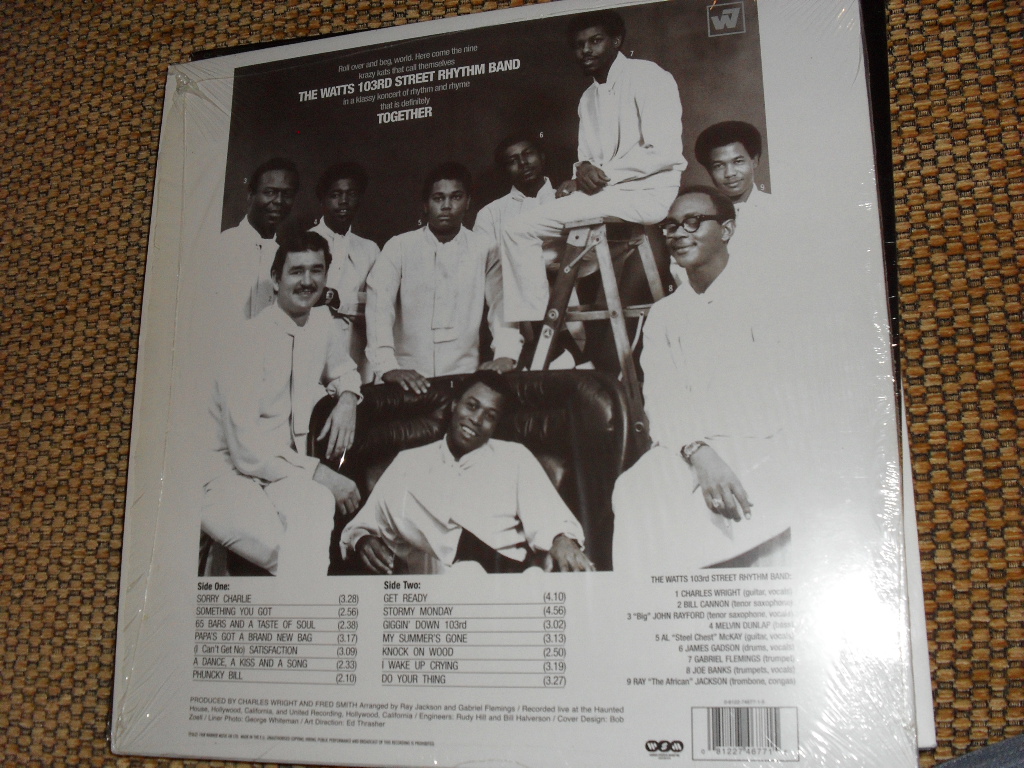 Roll over and beg, world. Here come the nine
krazy kats that call themselves
THE WATTS 103RD STREET RHYTHM BAND
in a klassy koncert of rhythm and rhyme
that is definitely
TOGETHER
W
7
6
3
9
Side One:
SORRY CHARLIE (3.28)
SOMETHING YOU GOT (2.56)
65 BARS AND A TASTE OF SOUL (2.38)
PAPA'S GOT A BRAND NEW BAG (3.17)
(I Can't Get No) SATISFACTION (3.09)
A DANCE, A KISS AND A SONG (2.33)
PHUNCKY BILL (2.10)
Side Two:
GET READY (4.10)
STORMY MONDAY (4.56)
GIGGIN' DOWN 103rd (3.02)
MY SUMMER'S GONE (3.13)
KNOCK ON WOOD (2.50)
I WAKE UP CRYING (3.19)
DO YOUR THING (3.27)
THE WATTS 103rd STREET RHYTHM BAND:
1 CHARLES WRIGHT (guitar, vocals)
2 BILL CANNON (tenor saxophone)
3 "Big" JOHN RAYFORD (tenor saxophone, vocals)
4 MELVIN DUNLAP (bass)
5 AL "Steel Chest" McKAY (guitar, vocals)
6 JAMES GADSON (drums, vocals)
7 GABRIEL FLEMINGS (trumpet)
8 JOE BANKS (trumpets, vocals)
9 RAY "The African" JACKSON (trombone, congas)
PRODUCED BY CHARLES WRIGHT AND FRED SMITH Arranged by Ray Jackson and Gabriel Flemings / Recorded live at the Haunted
House, Hollywood, California, and United Recording, Hollywood, California / Engineers: Rudy Hill and Bill Halverson / Cover Design: Bob
Zoell / Liner Photo: George Whiteman / Art Direction: Ed Thrasher